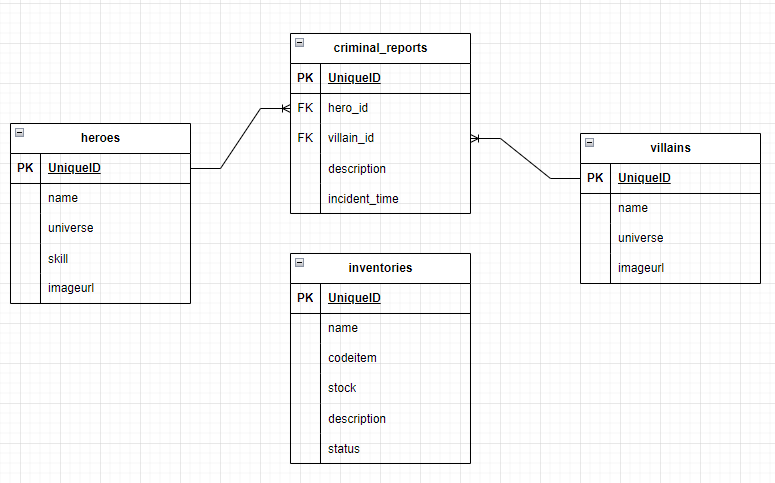 criminal_reports
PK UniqueID
FK hero_id
FK villain_id
description
incident_time
heroes
PK UniqueID
name
universe
skill
imageurl
villains
PK UniqueID
name
universe
imageurl
inventories
PK UniqueID
name
codeitem
stock
description
status